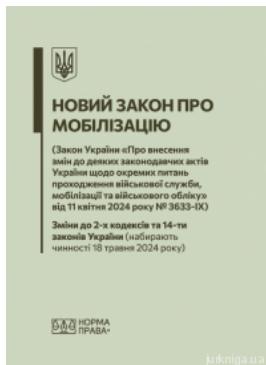 НОВИЙ ЗАКОН ПРО
МОБІЛІЗАЦІЮ
(Закон України «Про внесення
змін до деяких законодавчих актів
України щодо окремих питань
проходження військової служби,
мобілізації та військового обліку»
від 11 квітня 2024 року № 3633-IX)
Зміни до 2-х кодексів та 14-ти
законів України (набирають
чинності 18 травня 2024 року)
НОРМА
ПРАВА®
jurkniga.ua